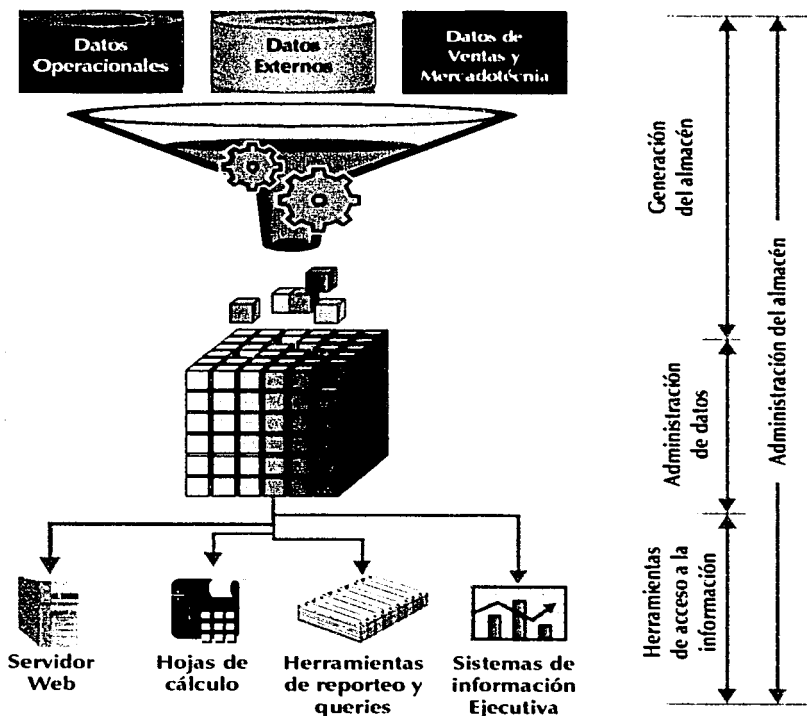 Datos
Operacionales
Datos
Externos
Datos de
Ventas y
Mercadotécnia
Generación
del almacén
Administración
de datos
Herramientas
de acceso a la
información
Administración del almacén
Servidor
Web
Hojas de
cálculo
Herramientas
de reporteo y
queries
Sistemas de
información
Ejecutiva